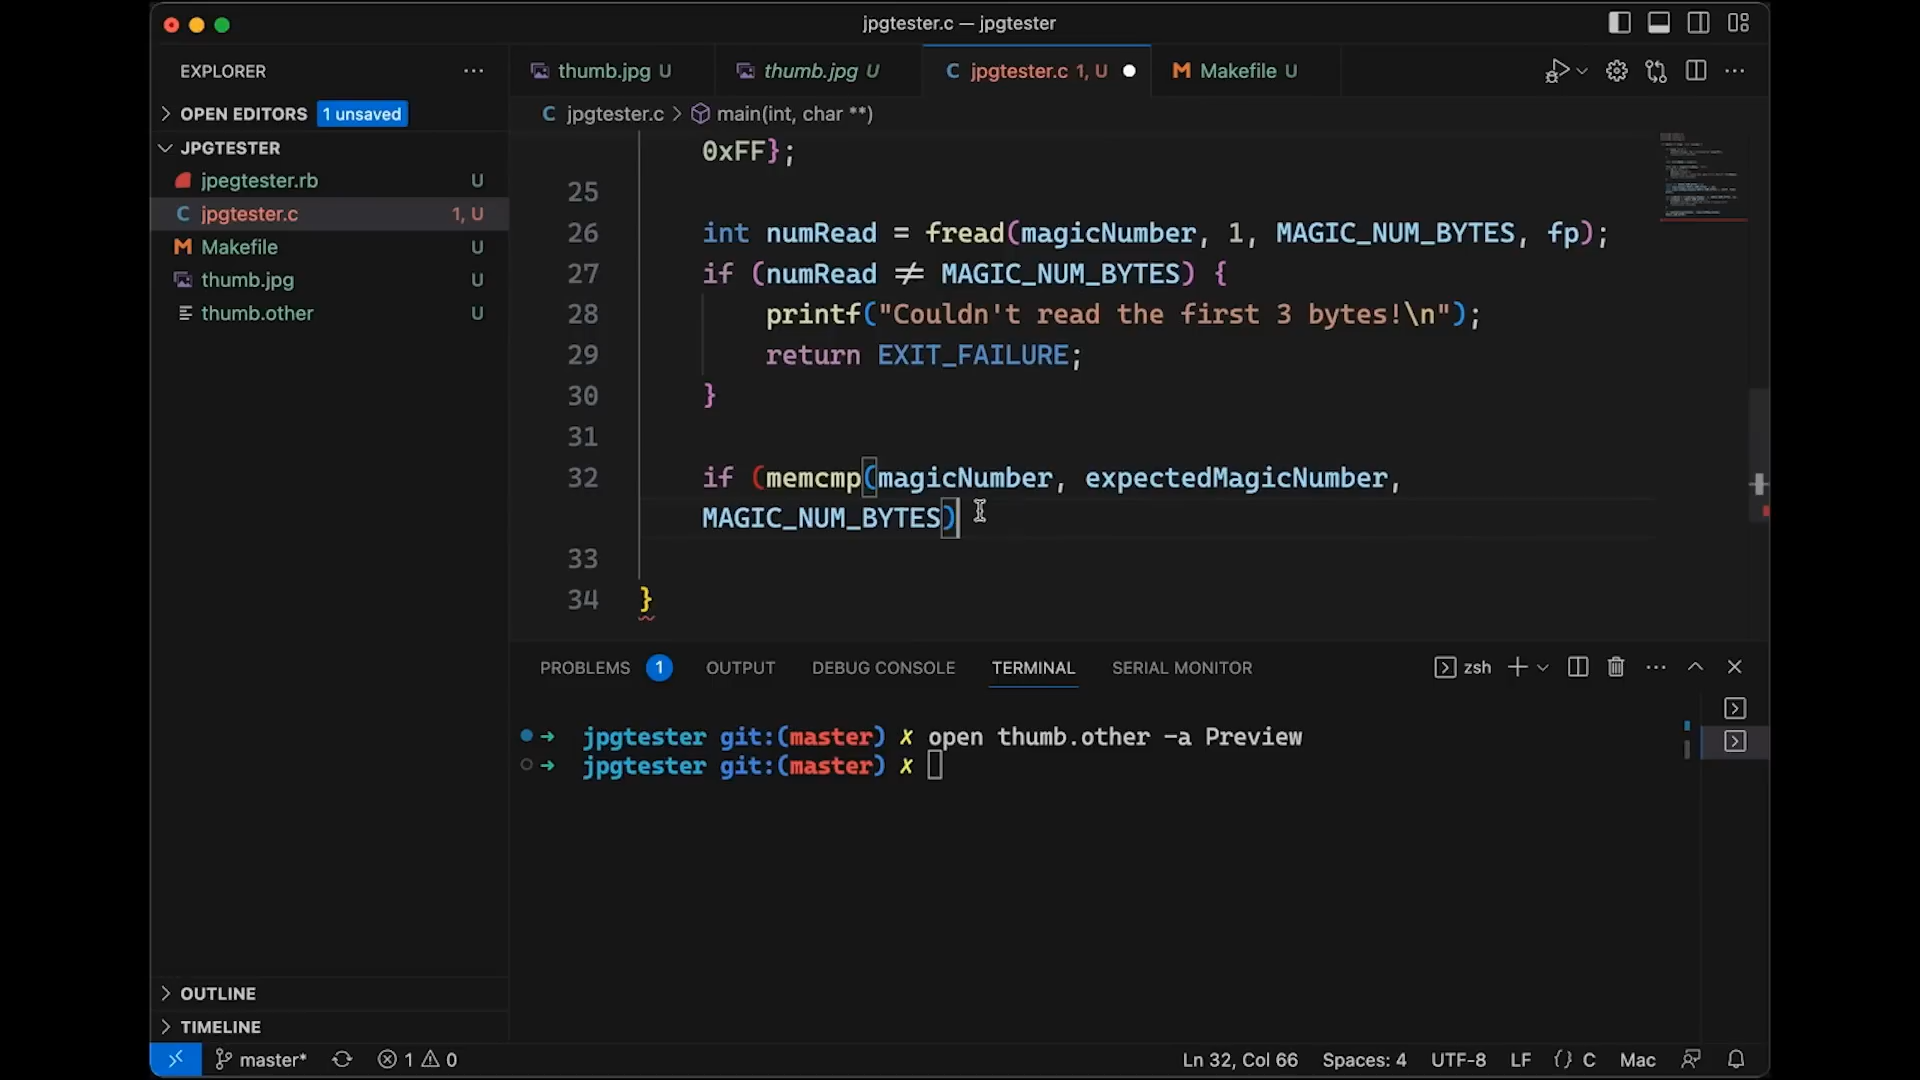 jpgtester.c — jpgtester
EXPLORER
thumb.jpg U
thumb.jpg U
C jpgtester.c 1, U
M Makefile U
OPEN EDITORS 1 unsaved
C jpgtester.c > main(int, char **)
JPGTESTER
jpegtester.rb U
C jpgtester.c 1, U
M Makefile U
thumb.jpg U
thumb.other U
0xFF};
25
26 int numRead = fread(magicNumber, 1, MAGIC_NUM_BYTES, fp);
27 if (numRead ≠ MAGIC_NUM_BYTES) {
28 printf("Couldn't read the first 3 bytes!\n");
29 return EXIT_FAILURE;
30 }
31
32 if (memcmp(magicNumber, expectedMagicNumber,
MAGIC_NUM_BYTES)
33
34 }
PROBLEMS 1 OUTPUT DEBUG CONSOLE TERMINAL SERIAL MONITOR zsh
jpgtester git:(master) ✗ open thumb.other -a Preview
jpgtester git:(master) ✗
OUTLINE
TIMELINE
master* 1 0 Ln 32, Col 66 Spaces: 4 UTF-8 LF {} C Mac